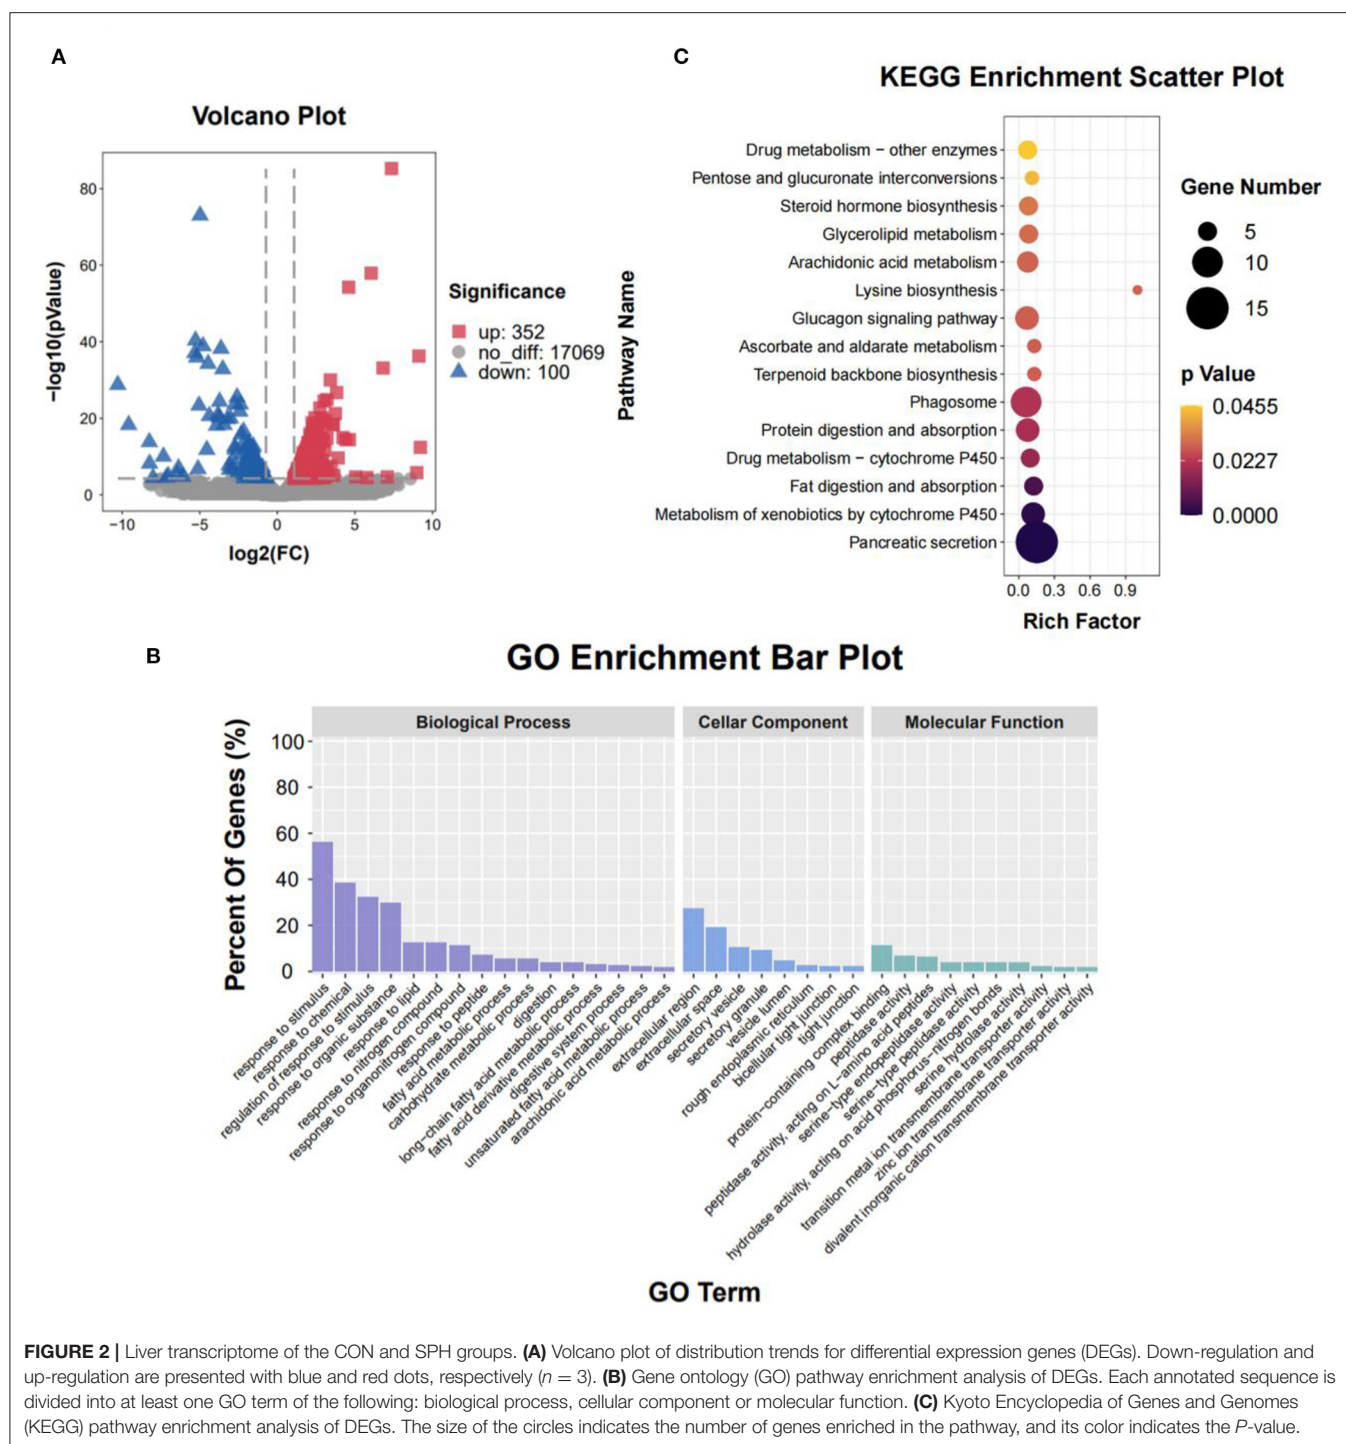 A
Volcano Plot
−log10(pValue)
80
60
40
20
0
−10
−5
0
5
10
log2(FC)
Significance
up: 352
no_diff: 17069
down: 100
C
KEGG Enrichment Scatter Plot
Pathway Name
Drug metabolism − other enzymes
Pentose and glucuronate interconversions
Steroid hormone biosynthesis
Glycerolipid metabolism
Arachidonic acid metabolism
Lysine biosynthesis
Glucagon signaling pathway
Ascorbate and aldarate metabolism
Terpenoid backbone biosynthesis
Phagosome
Protein digestion and absorption
Drug metabolism − cytochrome P450
Fat digestion and absorption
Metabolism of xenobiotics by cytochrome P450
Pancreatic secretion
0.0 0.3 0.6 0.9
Rich Factor
Gene Number
5
10
15
p Value
0.0455
0.0227
0.0000
B
GO Enrichment Bar Plot
Biological Process
Cellar Component
Molecular Function
Percent Of Genes (%)
100
80
60
40
20
0
response to stimulus
response to chemical
regulation of response to stimulus
response to organic substance
response to lipid
response to nitrogen compound
response to organonitrogen compound
response to peptide
fatty acid metabolic process
carbohydrate metabolic process
digestion
long−chain fatty acid metabolic process
fatty acid derivative metabolic process
digestive system process
unsaturated fatty acid metabolic process
arachidonic acid metabolic process
extracellular region
extracellular space
secretory vesicle
secretory granule
vesicle lumen
rough endoplasmic reticulum
bicellular tight junction
tight junction
protein−containing complex binding
peptidase activity
peptidase activity, acting on L−amino acid peptides
serine−type endopeptidase activity
serine−type peptidase activity
hydrolase activity, acting on acid phosphorus−nitrogen bonds
serine hydrolase activity
transition metal ion transmembrane transporter activity
zinc ion transmembrane transporter activity
divalent inorganic cation transmembrane transporter activity
GO Term
FIGURE 2 | Liver transcriptome of the CON and SPH groups. (A) Volcano plot of distribution trends for differential expression genes (DEGs). Down-regulation and
up-regulation are presented with blue and red dots, respectively (n = 3). (B) Gene ontology (GO) pathway enrichment analysis of DEGs. Each annotated sequence is
divided into at least one GO term of the following: biological process, cellular component or molecular function. (C) Kyoto Encyclopedia of Genes and Genomes
(KEGG) pathway enrichment analysis of DEGs. The size of the circles indicates the number of genes enriched in the pathway, and its color indicates the P-value.